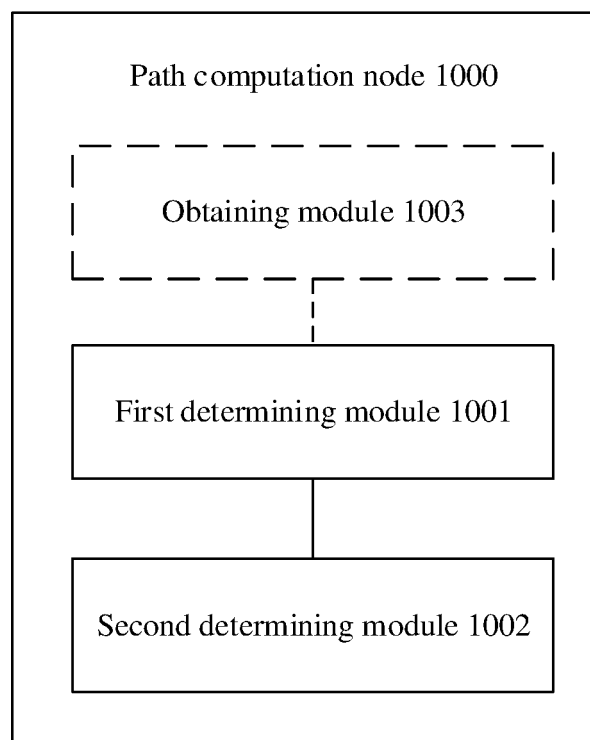 Path computation node 1000
Obtaining module 1003
First determining module 1001
Second determining module 1002